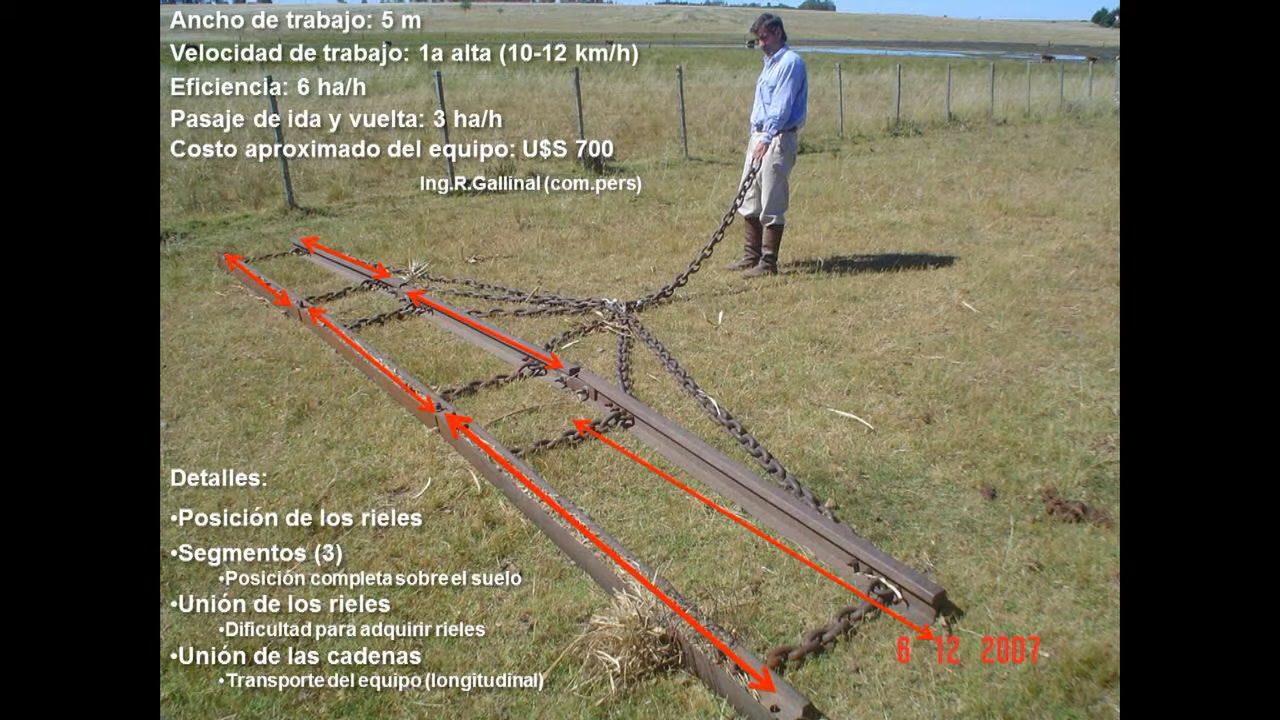 Ancho de trabajo: 5 m
Velocidad de trabajo: 1a alta (10-12 km/h)
Eficiencia: 6 ha/h
Pasaje de ida y vuelta: 3 ha/h
Costo aproximado del equipo: U$S 700
Ing.R.Gallinal (com.pers)
Detalles:
•Posición de los rieles
•Segmentos (3)
•Posición completa sobre el suelo
•Unión de los rieles
•Dificultad para adquirir rieles
•Unión de las cadenas
•Transporte del equipo (longitudinal)
6 12 2007